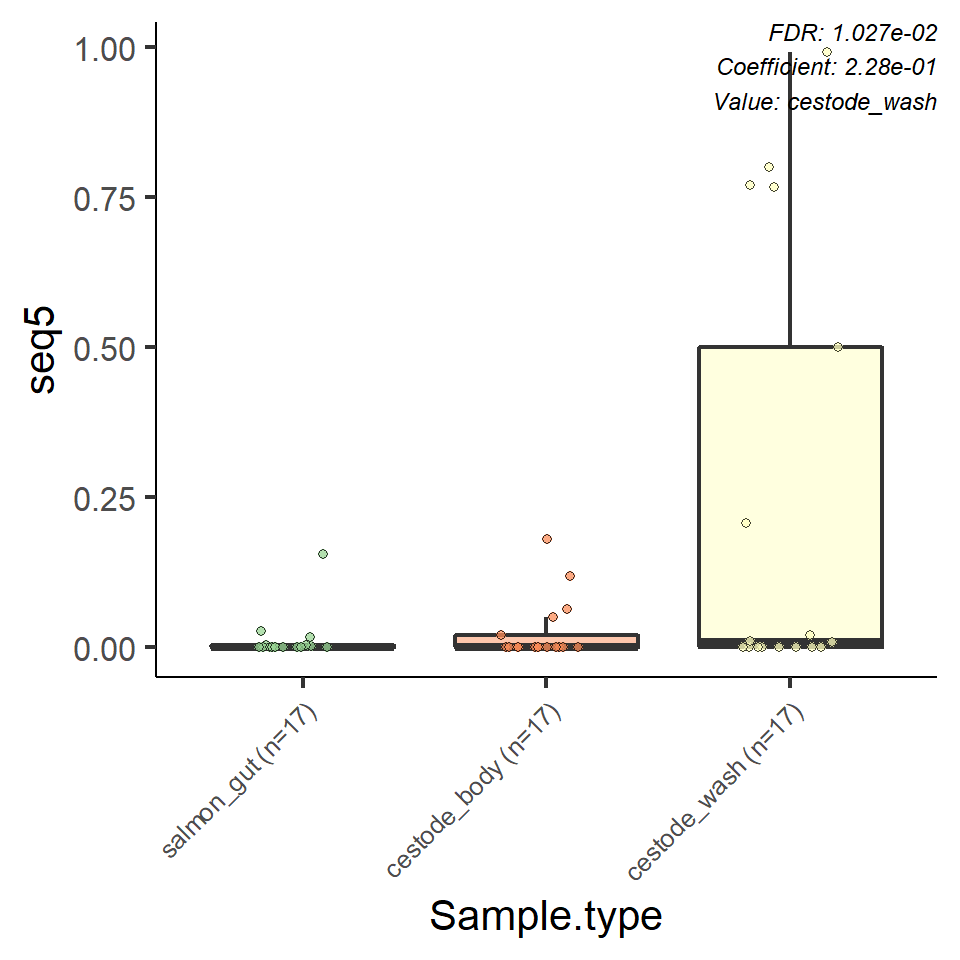 FDR: 1.027e-02
Coefficient: 2.28e-01
Value: cestode_wash
1.00
0.75
0.50
0.25
0.00
seq5
salmon_gut (n=17)
cestode_body (n=17)
cestode_wash (n=17)
Sample.type